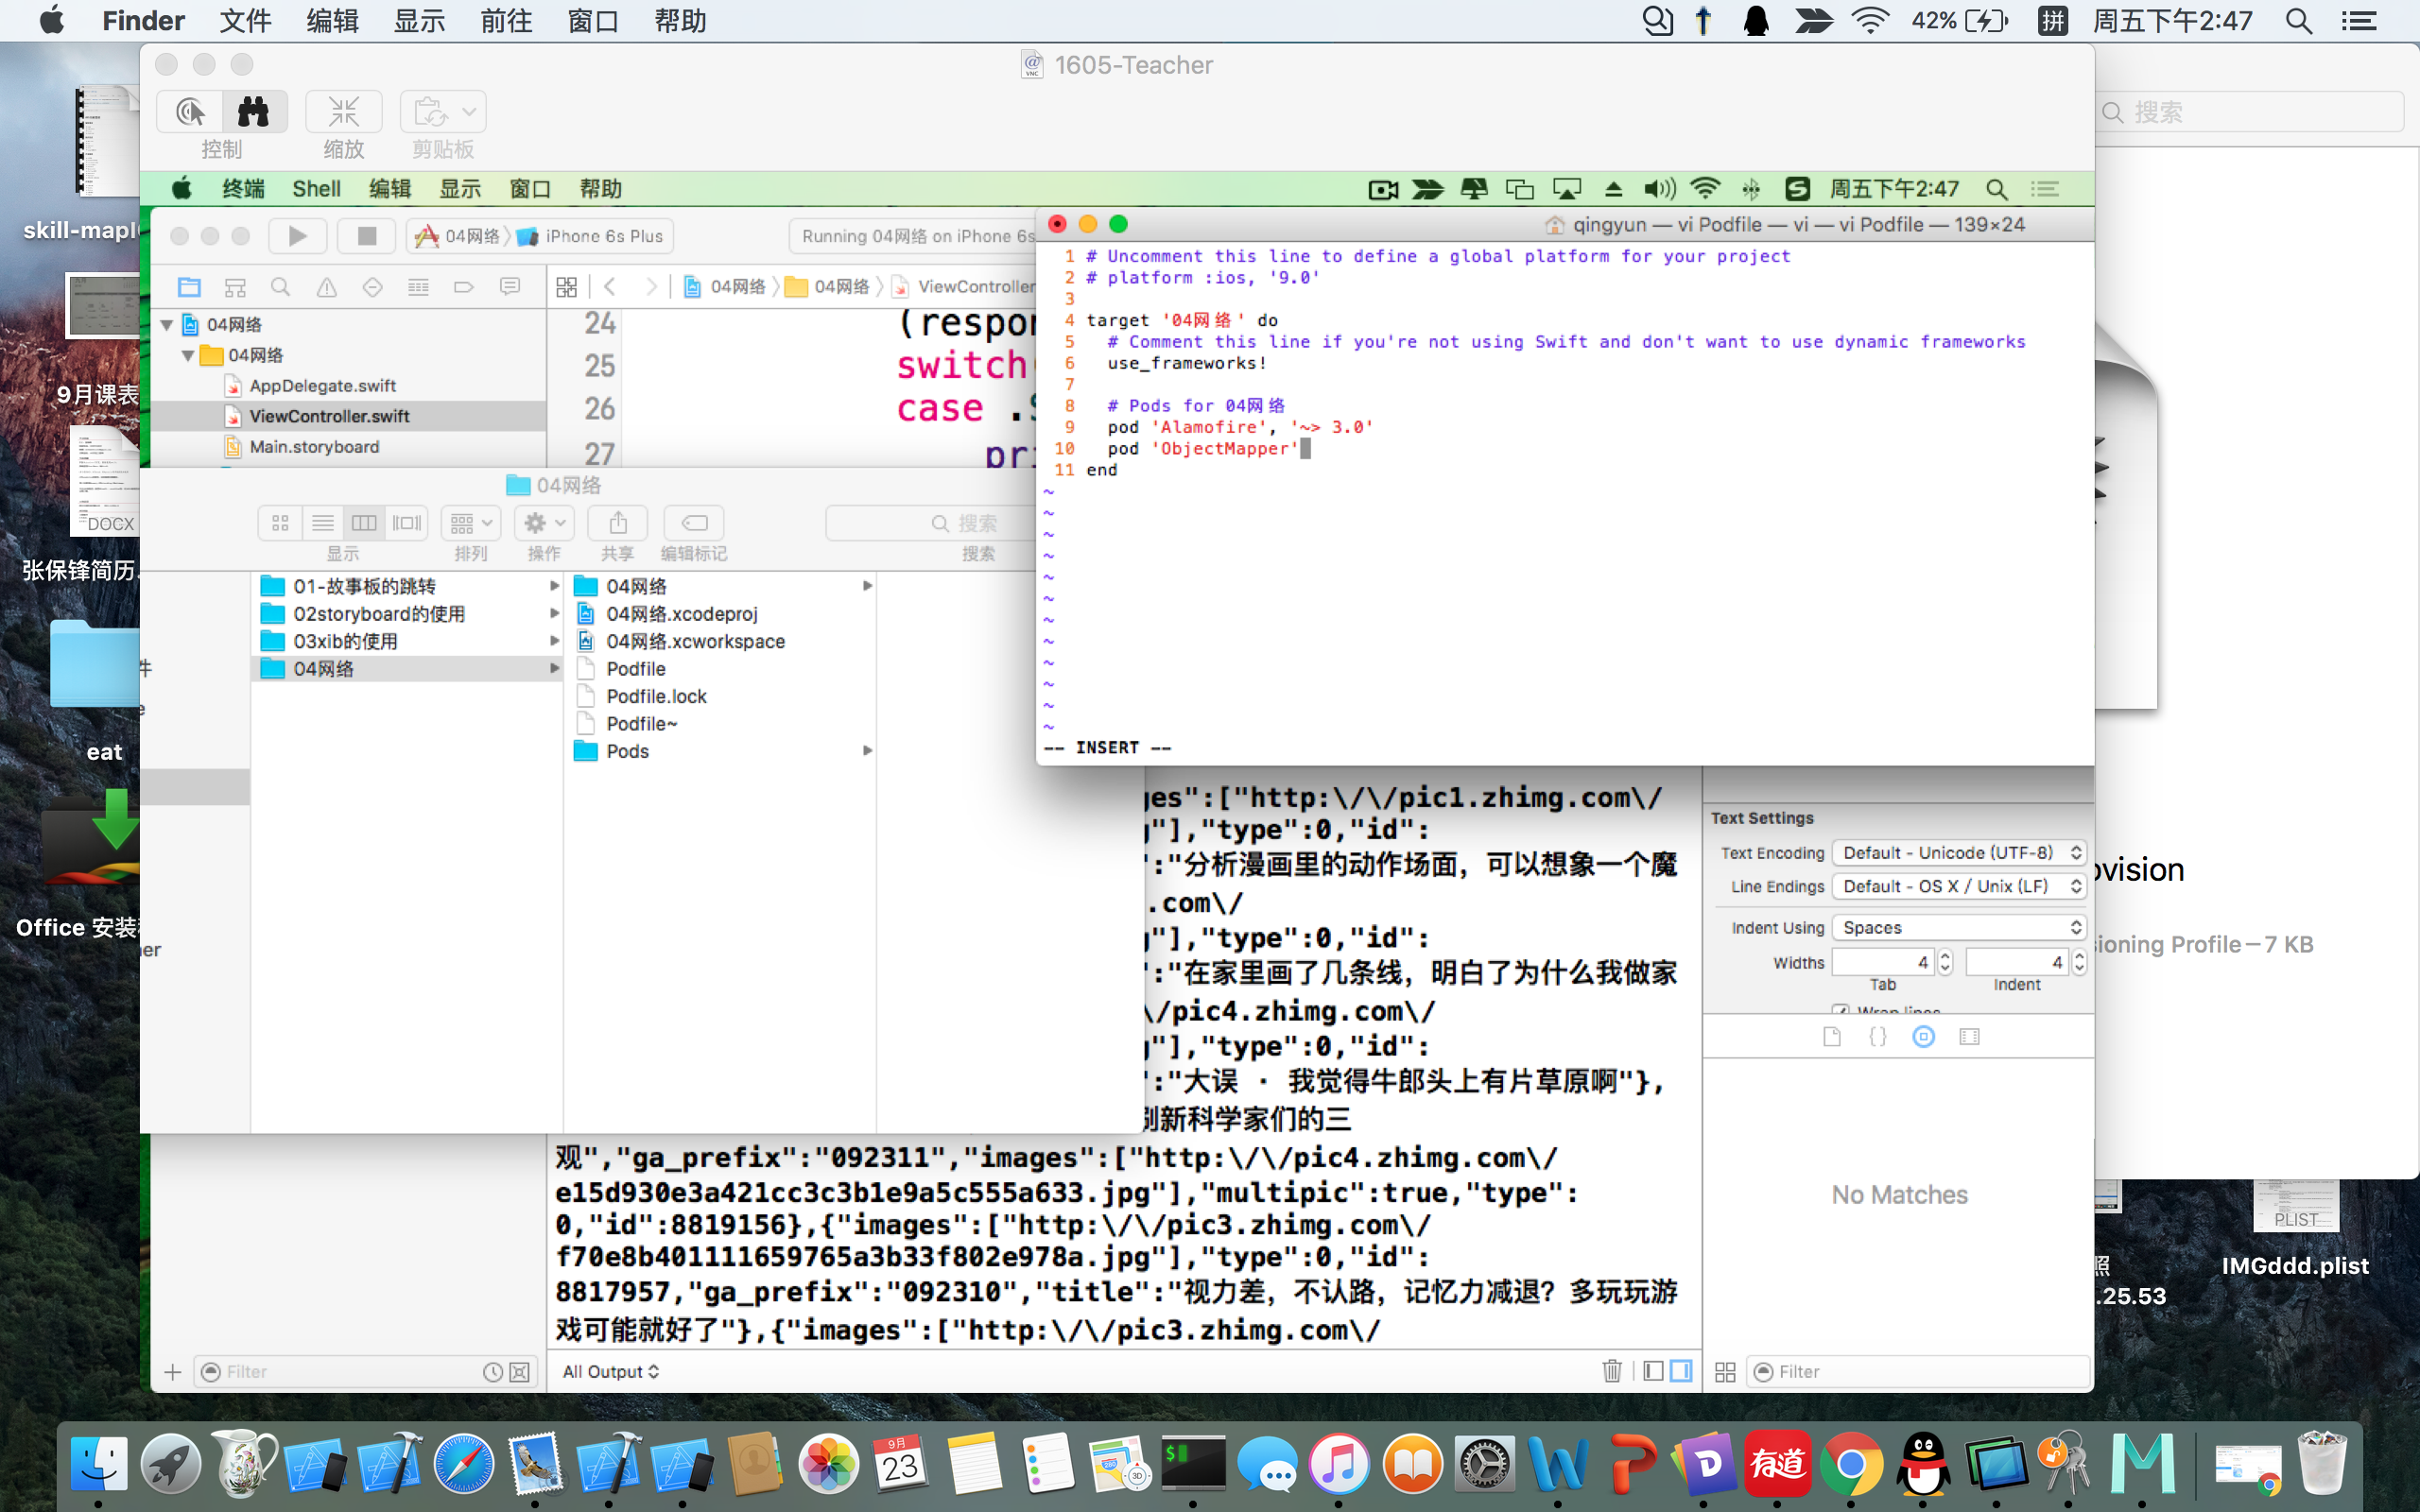 Finder 文件 编辑 显示 前往 窗口 帮助 42% 拼 周五下午2:47
1605-Teacher
控制 缩放 剪贴板
搜索
终端 Shell 编辑 显示 窗口 帮助 周五下午2:47
04网络 iPhone 6s Plus Running 04网络 on iPhone 6s
qingyun — vi Podfile — vi — vi Podfile — 139×24
04网络 04网络 ViewController
04网络
04网络
AppDelegate.swift
ViewController.swift
Main.storyboard
24 (respon
25 switch
26 case .
27 pri
1 # Uncomment this line to define a global platform for your project
2 # platform :ios, '9.0'
3
4 target '04网络' do
5 # Comment this line if you're not using Swift and don't want to use dynamic frameworks
6 use_frameworks!
7
8 # Pods for 04网络
9 pod 'Alamofire', '~> 3.0'
10 pod 'ObjectMapper'
11 end
~
~
~
~
~
~
~
~
~
~
~
~
-- INSERT --
04网络
搜索
显示 排列 操作 共享 编辑标记 搜索
01-故事板的跳转
02storyboard的使用
03xib的使用
04网络
04网络
04网络.xcodeproj
04网络.xcworkspace
Podfile
Podfile.lock
Podfile~
Pods
ges":["http:\/\/pic1.zhimg.com\/
"],"type":0,"id":
":"分析漫画里的动作场面，可以想象一个魔
.com\/
"],"type":0,"id":
":"在家里画了几条线，明白了为什么我做家
\/pic4.zhimg.com\/
"],"type":0,"id":
":"大误 · 我觉得牛郎头上有片草原啊"},
刷新科学家们的三
观","ga_prefix":"092311","images":["http:\/\/pic4.zhimg.com\/
e15d930e3a421cc3c3b1e9a5c555a633.jpg"],"multipic":true,"type":
0,"id":8819156},{"images":["http:\/\/pic3.zhimg.com\/
f70e8b401111659765a3b33f802e978a.jpg"],"type":0,"id":
8817957,"ga_prefix":"092310","title":"视力差，不认路，记忆力减退？多玩玩游
戏可能就好了"},{"images":["http:\/\/pic3.zhimg.com\/
Text Settings
Text Encoding Default - Unicode (UTF-8)
Line Endings Default - OS X / Unix (LF)
Indent Using Spaces
Widths 4 4
Tab Indent
Wrap lines
No Matches
Filter
All Output
Filter
skill-mapl
9月课表
DOCX
张保锋简历.
件
e
eat
Office 安装
er
ovision
sioning Profile — 7 KB
PLIST
IMGddd.plist
照
.25.53
9月
23
有道